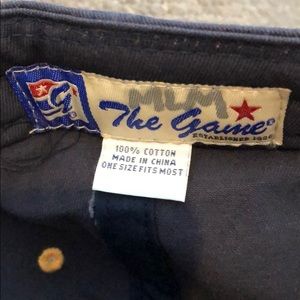 G
The Game®
100% COTTON
MADE IN CHINA
ONE SIZE FITS MOST